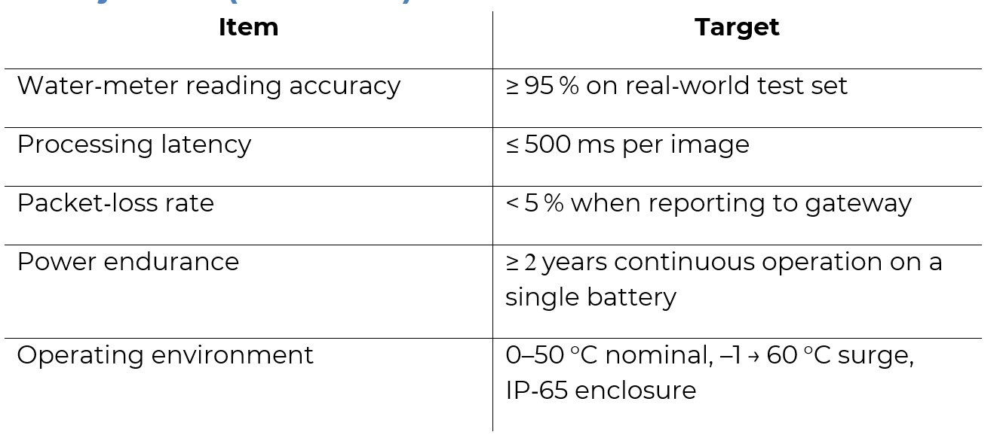 Item Target
Water-meter reading accuracy ≥ 95 % on real-world test set
Processing latency ≤ 500 ms per image
Packet-loss rate < 5 % when reporting to gateway
Power endurance ≥ 2 years continuous operation on a
single battery
Operating environment 0–50 °C nominal, –1 → 60 °C surge,
IP-65 enclosure